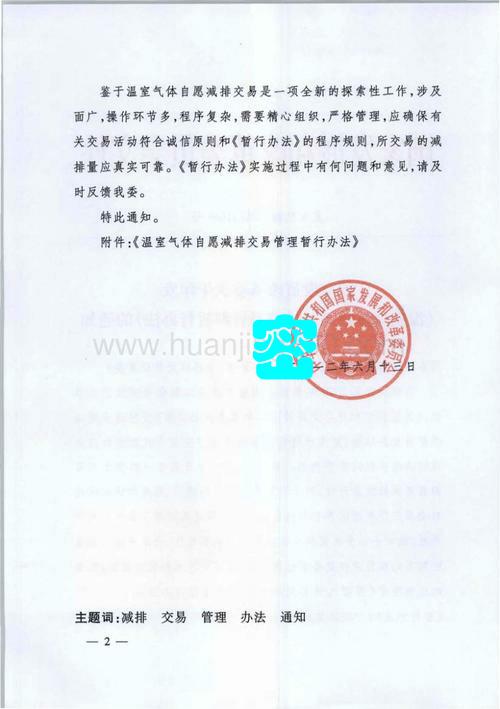 鉴于温室气体自愿减排交易是一项全新的探索性工作,涉及
面广,操作环节多,程序复杂,需要精心组织,严格管理,应确保有
关交易活动符合诚信原则和《暂行办法》的程序规则,所交易的减
排量应真实可靠。《暂行办法》实施过程中有何问题和意见,请及
时反馈我委。
特此通知。
附件:《温室气体自愿减排交易管理暂行办法》
共和国国家发展和改革委员会
www.huanji
二年六月十三日
主题词:减排 交易 管理 办法 通知
— 2 —